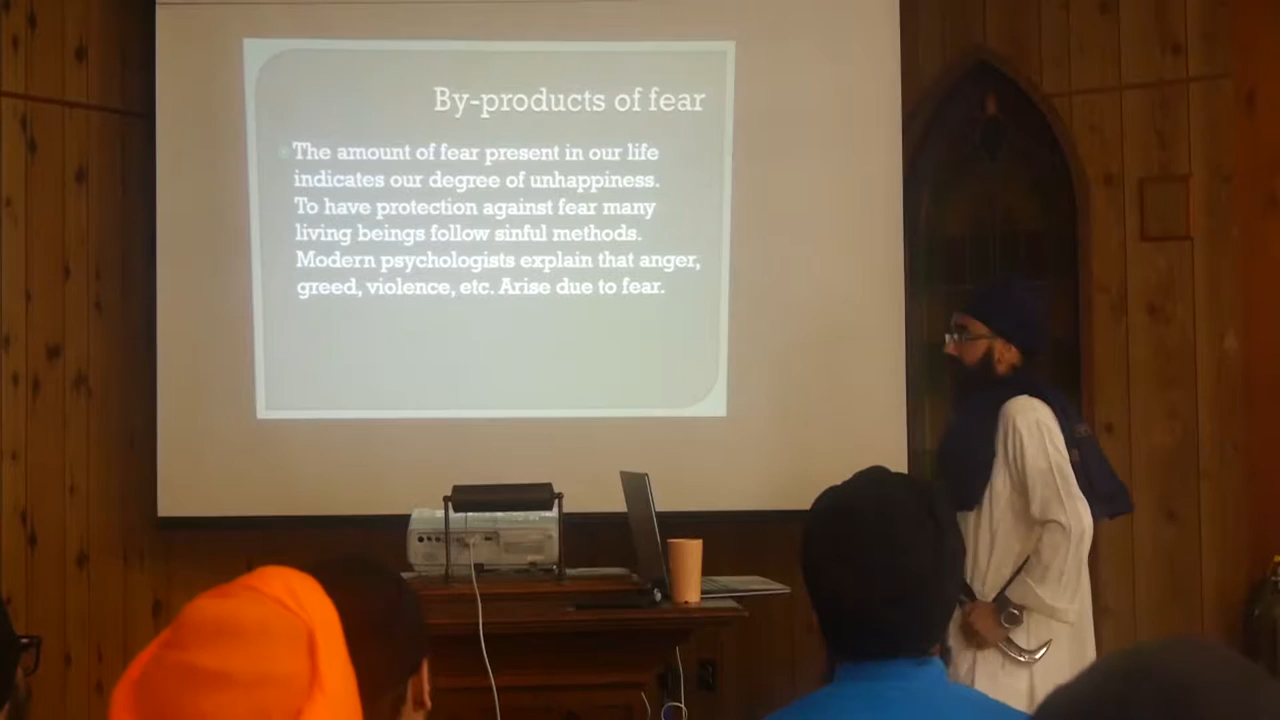 By-products of fear
The amount of fear present in our life
indicates our degree of unhappiness.
To have protection against fear many
living beings follow sinful methods.
Modern psychologists explain that anger,
greed, violence, etc. Arise due to fear.